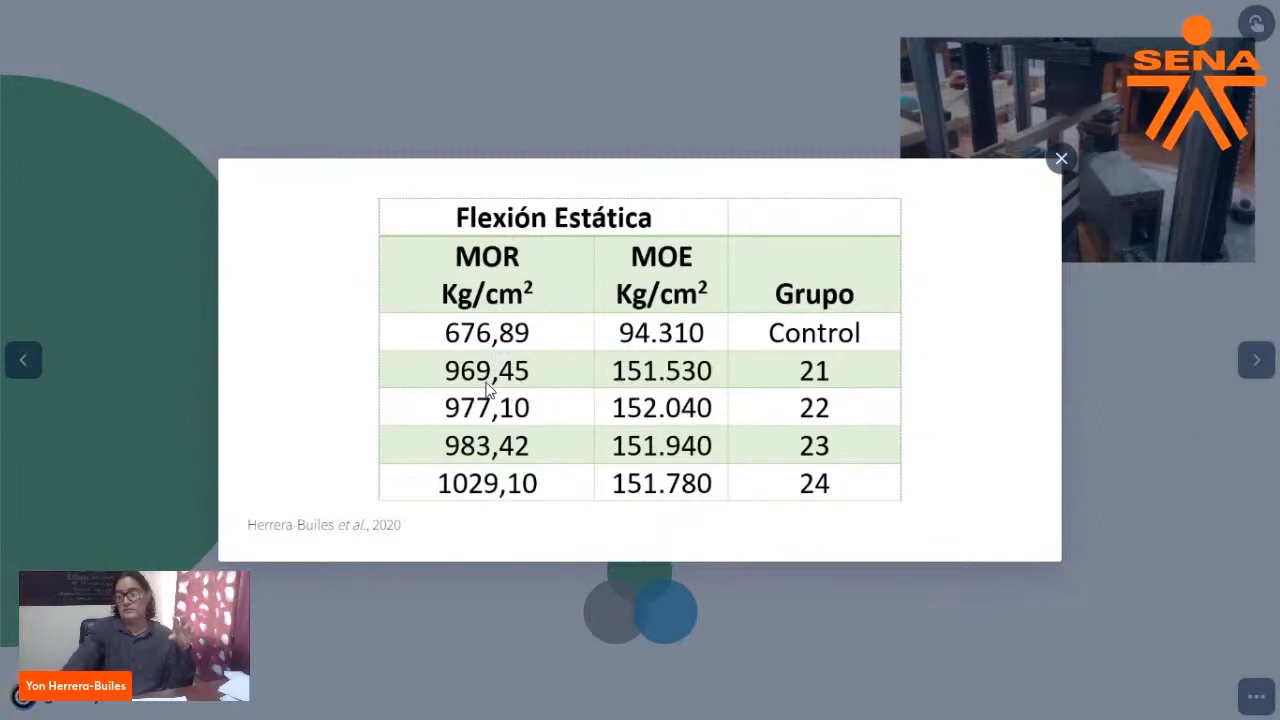 SENA
Flexión Estática
MOR MOE
Kg/cm² Kg/cm² Grupo
676,89 94.310 Control
969,45 151.530 21
977,10 152.040 22
983,42 151.940 23
1029,10 151.780 24
Herrera-Builes et al., 2020
Yon Herrera-Builes